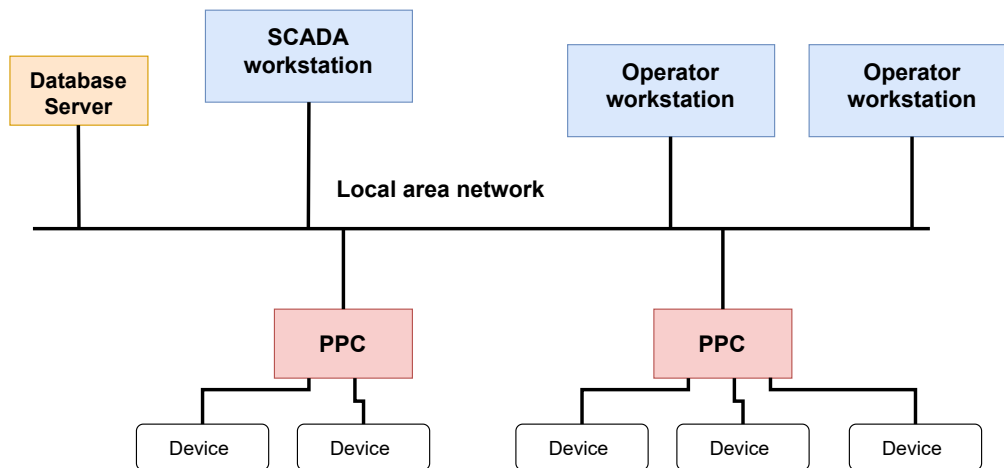 SCADA
workstation
Database
Server
Operator
workstation
Operator
workstation
Local area network
PPC
PPC
Device
Device
Device
Device
Device